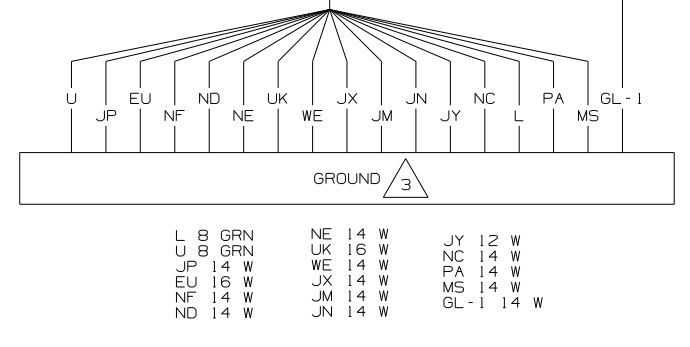 U EU ND UK JX JN NC PA GL-1
JP NF NE WE JM JY L MS
GROUND 3
L 8 GRN
U 8 GRN
JP 14 W
EU 16 W
NF 14 W
ND 14 W
NE 14 W
UK 16 W
WE 14 W
JX 14 W
JM 14 W
JN 14 W
JY 12 W
NC 14 W
PA 14 W
MS 14 W
GL-1 14 W